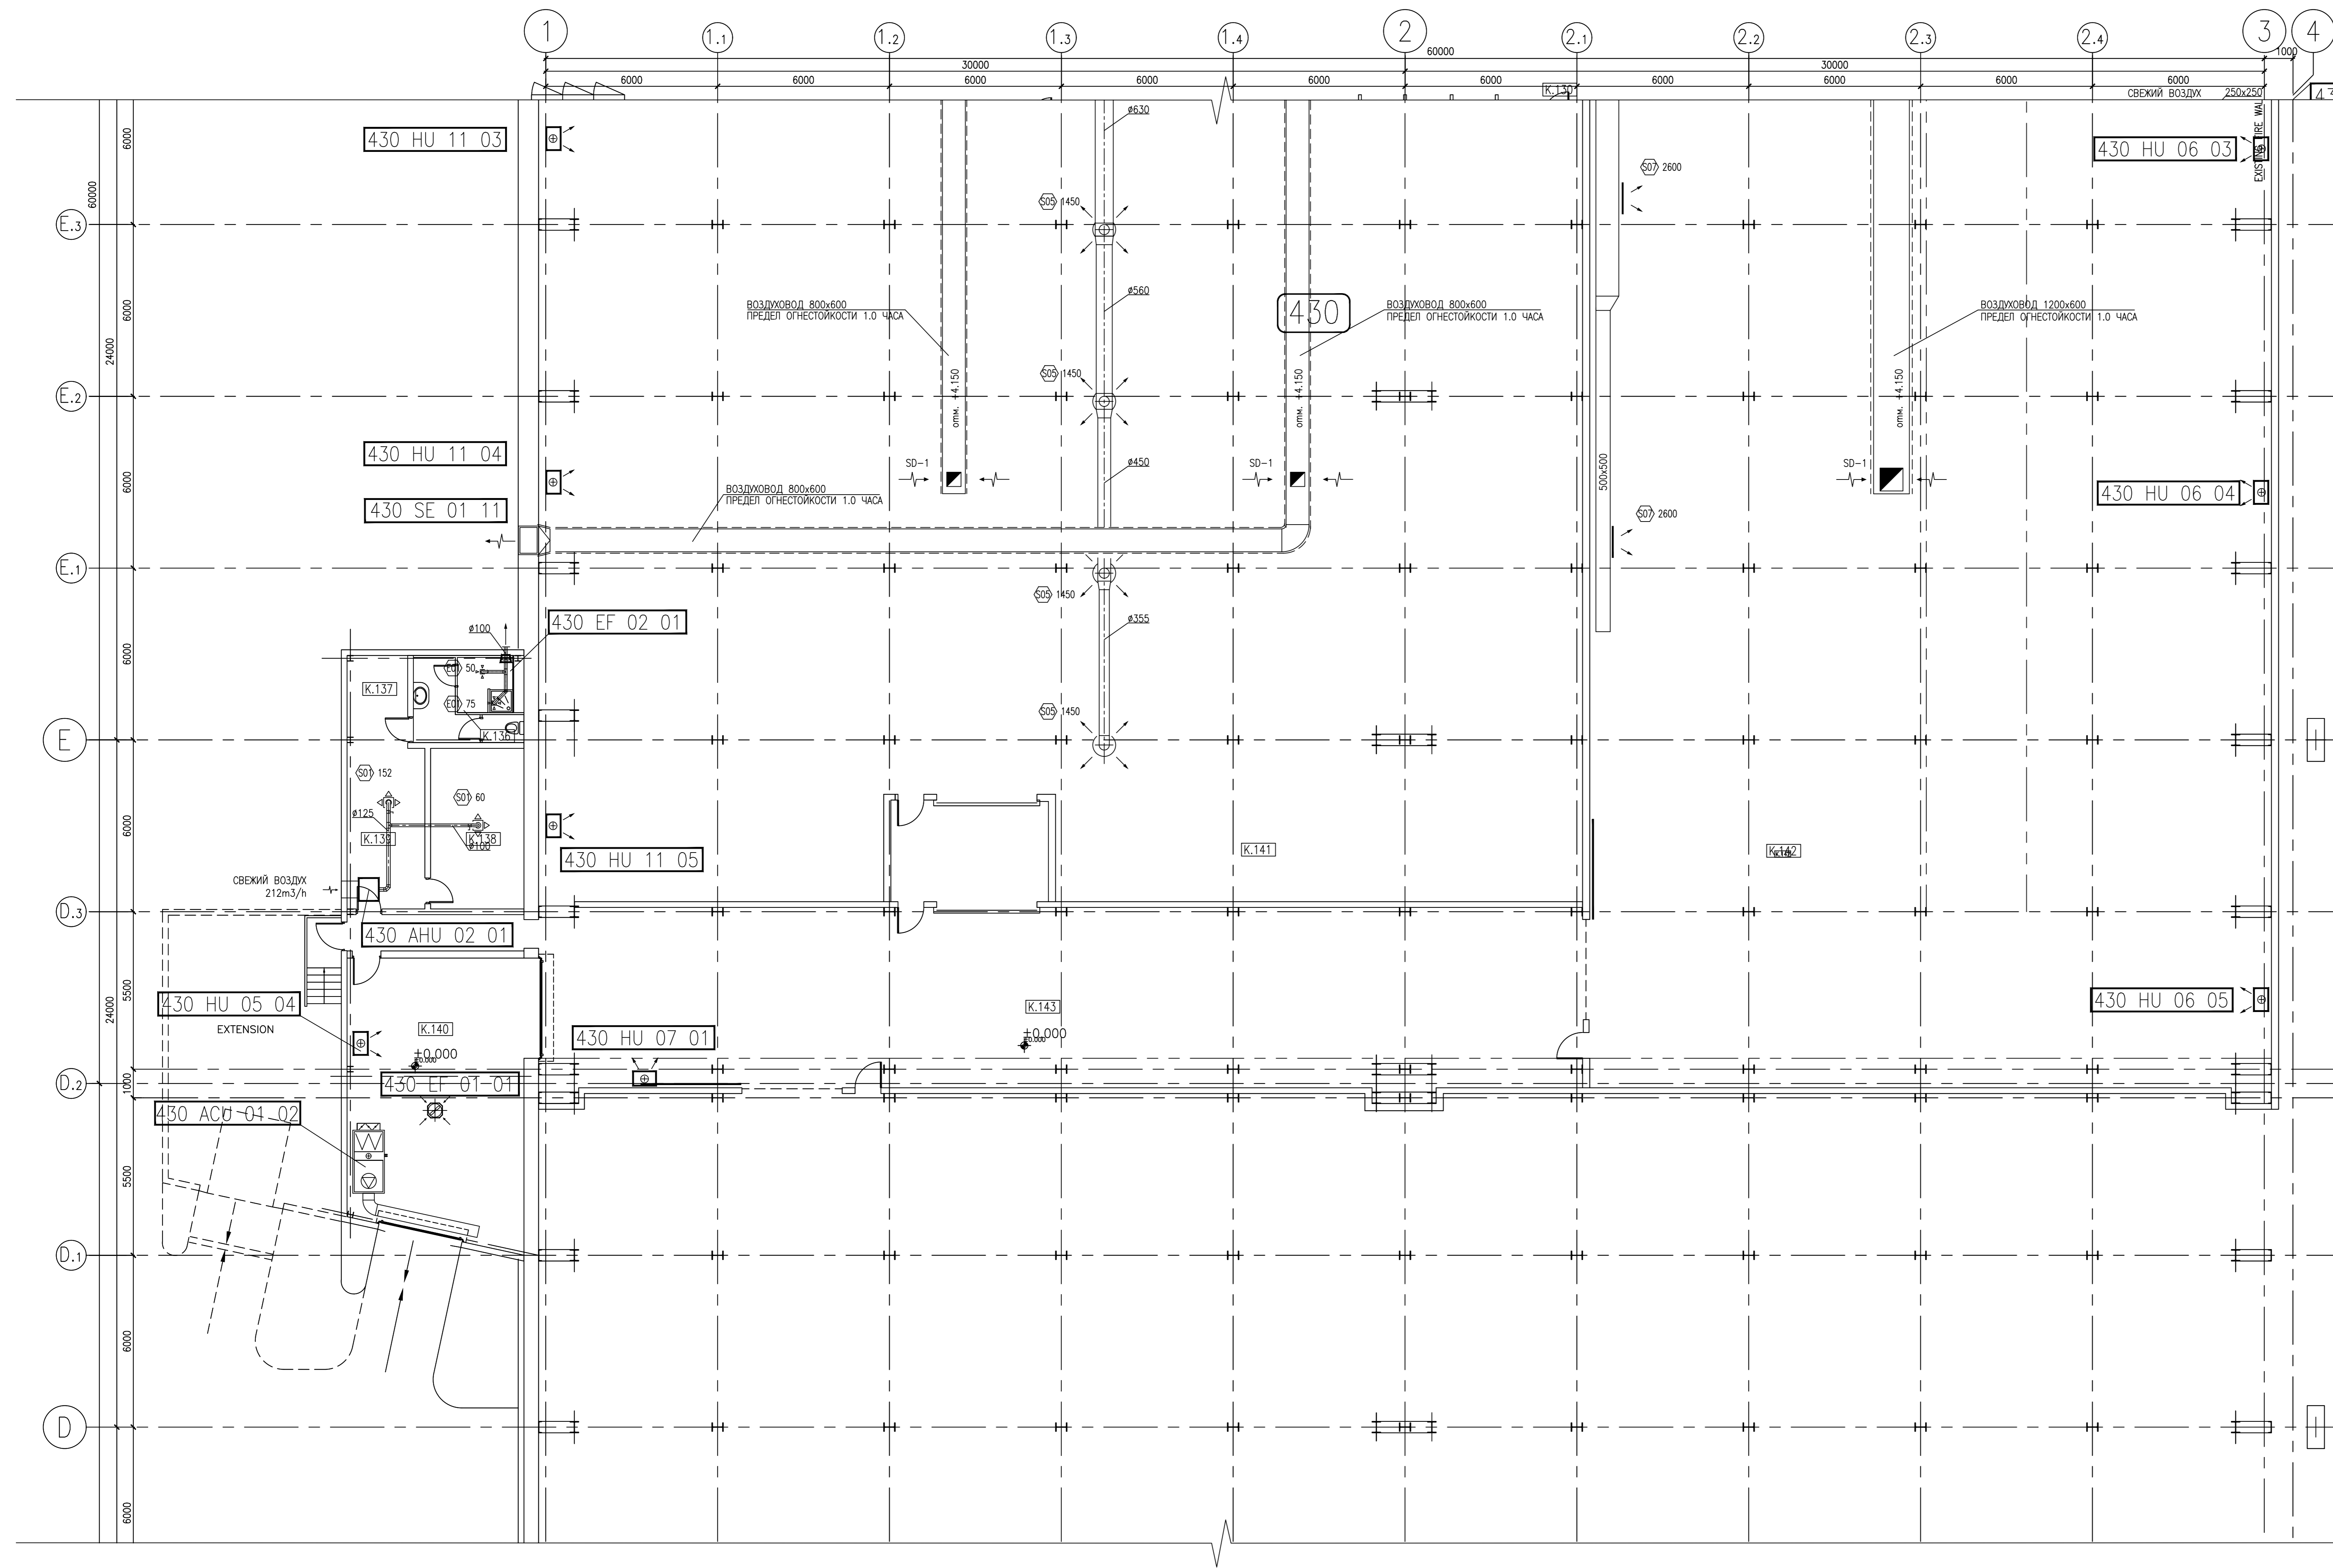 1
1.1
1.2
1.3
1.4
2
2.1
2.2
2.3
2.4
3
4
60000
1000
30000
30000
6000
6000
6000
6000
6000
6000
6000
6000
6000
6000
К.130
СВЕЖИЙ ВОЗДУХ
250x250
ø630
6000
430 HU 11 03
430 HU 06 03
S07 2600
60000
S05 1450
E.3
ø560
6000
430
ВОЗДУХОВОД 800x600
ПРЕДЕЛ ОГНЕСТОЙКОСТИ 1.0 ЧАСА
ВОЗДУХОВОД 800x600
ПРЕДЕЛ ОГНЕСТОЙКОСТИ 1.0 ЧАСА
ВОЗДУХОВОД 1200x600
ПРЕДЕЛ ОГНЕСТОЙКОСТИ 1.0 ЧАСА
24000
S05 1450
E.2
отм. +4.150
отм. +4.150
отм. +4.150
430 HU 11 04
SD-1
ø450
SD-1
SD-1
6000
500x500
430 HU 06 04
ВОЗДУХОВОД 800x600
ПРЕДЕЛ ОГНЕСТОЙКОСТИ 1.0 ЧАСА
430 SE 01 11
S07 2600
E.1
S05 1450
ø355
430 EF 02 01
ø100
6000
E01 50
К.137
E01 75
S05 1450
К.136
E
S01 152
S01 60
ø125
6000
К.139
К.138
ø100
430 HU 11 05
К.141
К.142
СВЕЖИЙ ВОЗДУХ
212m3/h
D.3
430 AHU 02 01
5500
24000
430 HU 05 04
EXTENSION
К.140
±0.000
К.143
±0.000
430 HU 06 05
430 HU 07 01
D.2
1000
430 EF 01 01
430 ACU 01 02
5500
D.1
6000
D
6000